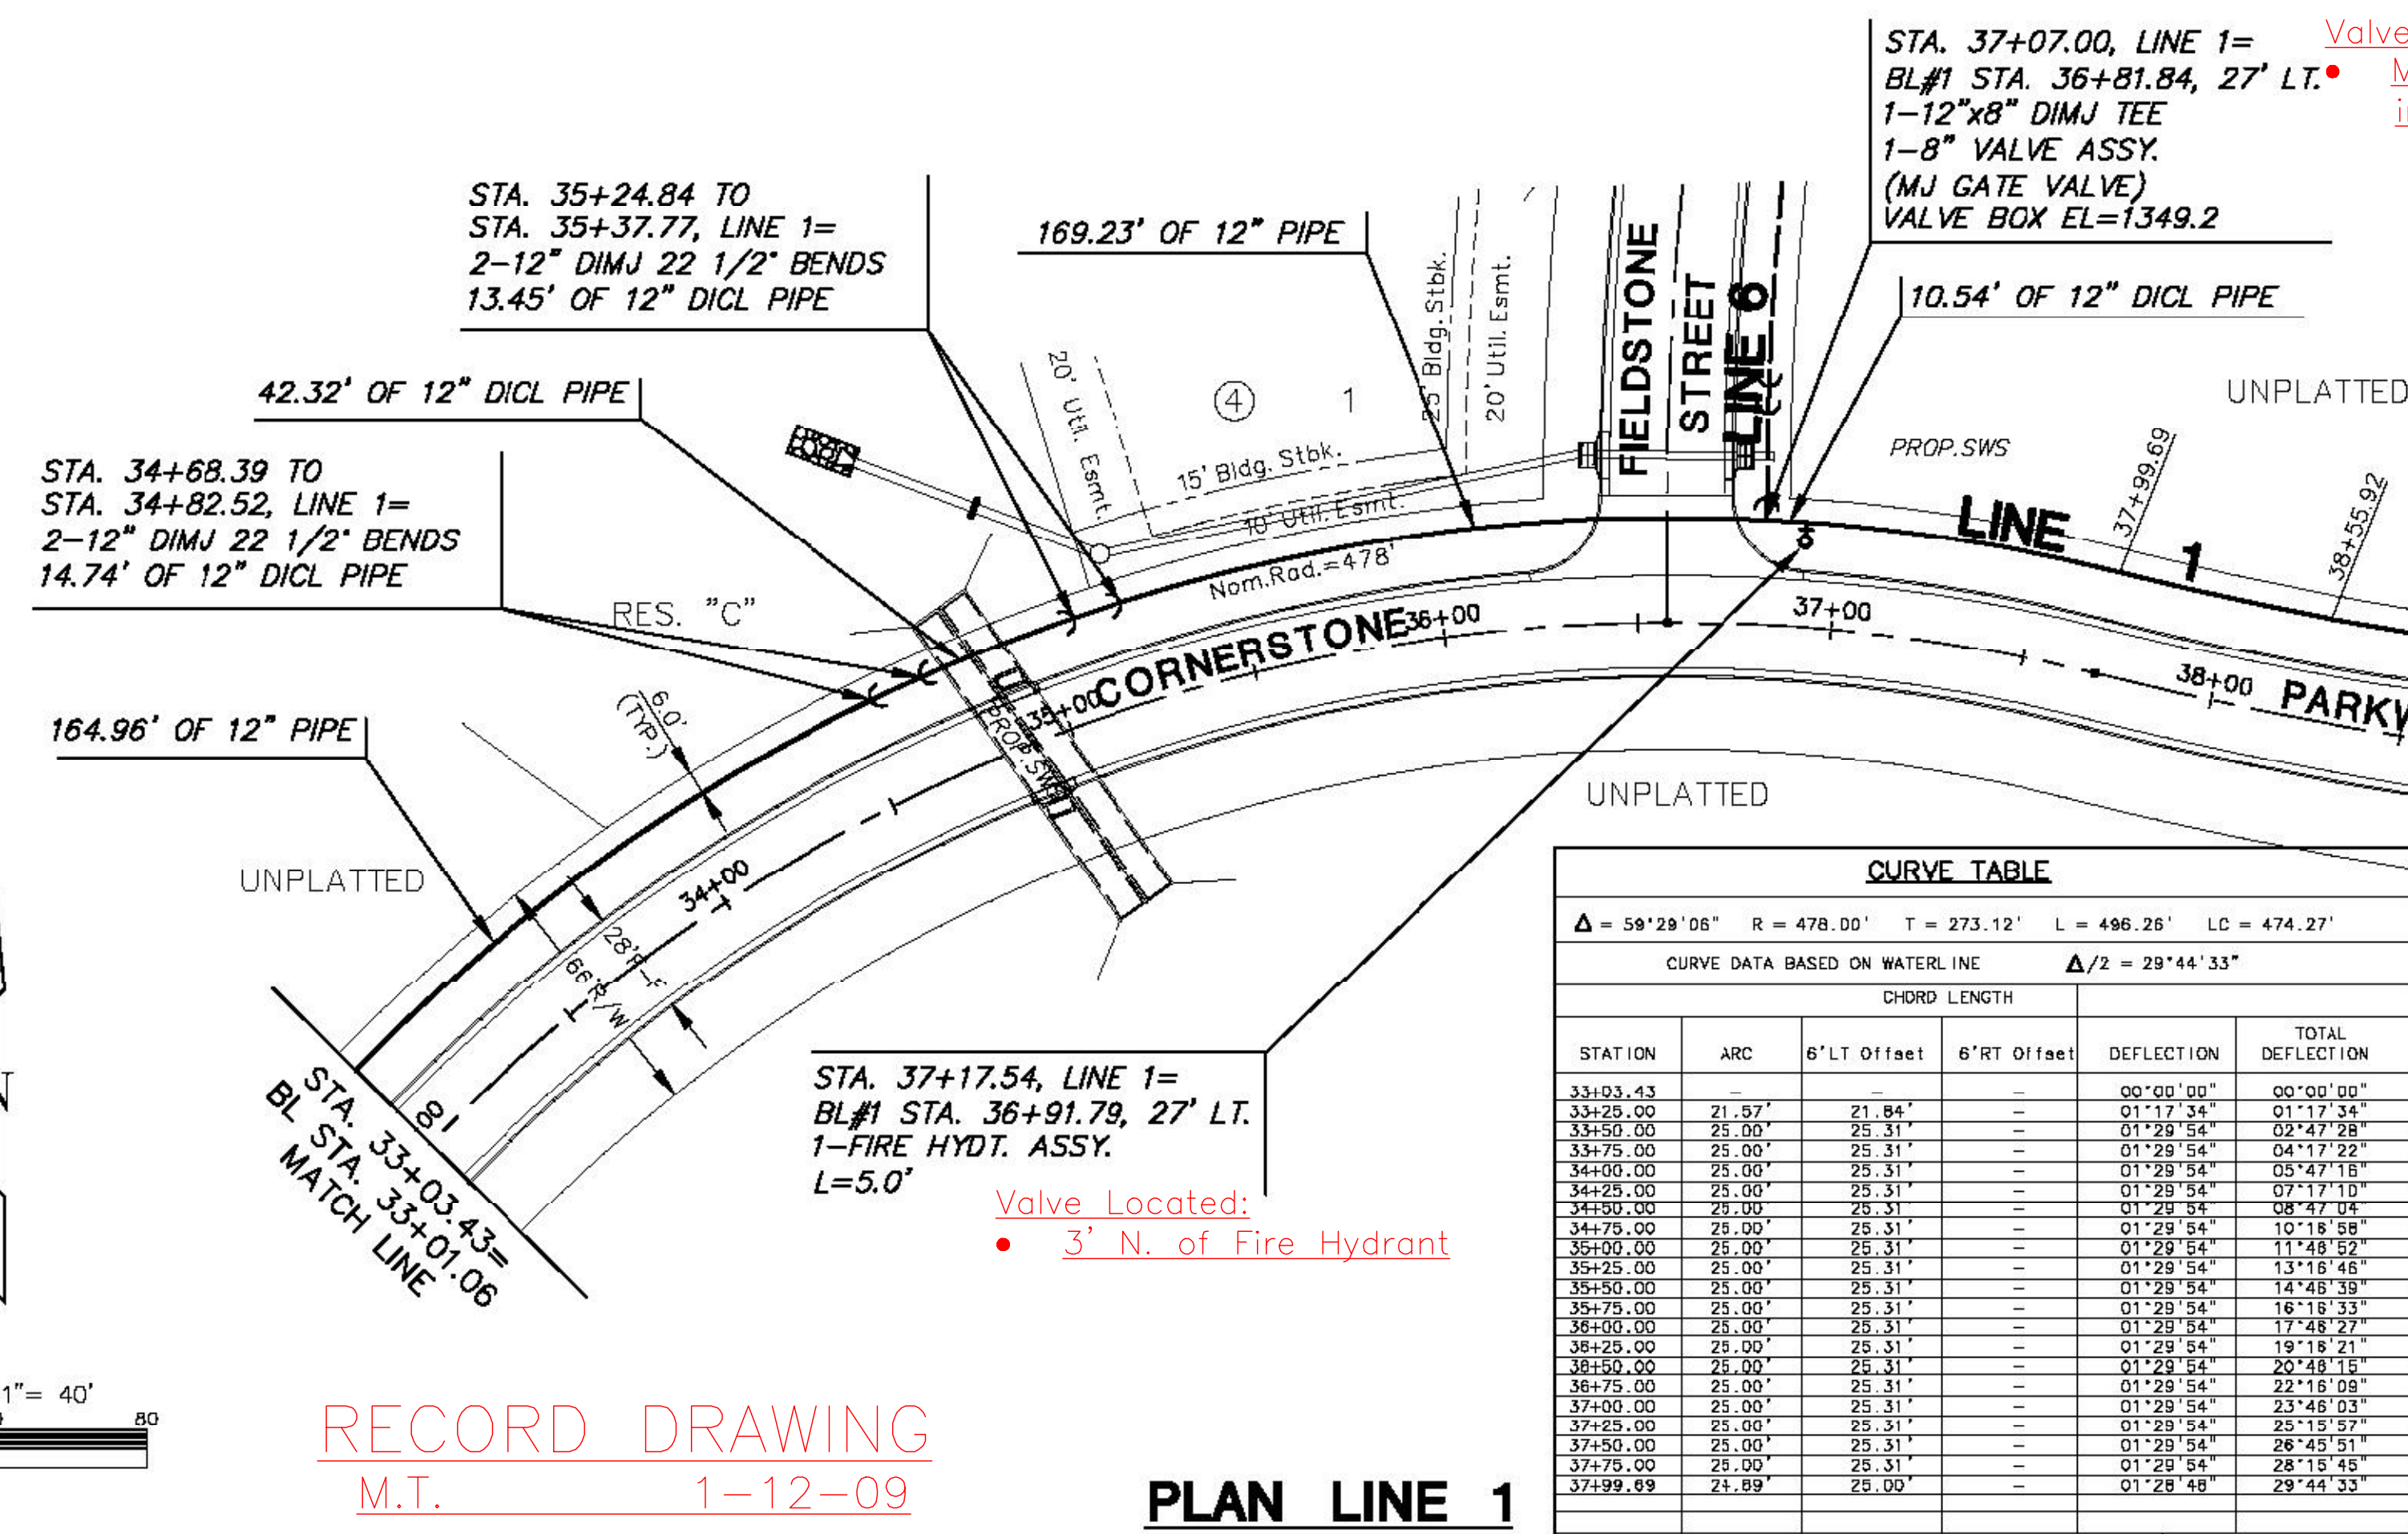 STA. 37+07.00, LINE 1=
BL#1 STA. 36+81.84, 27' LT.
1-12"x8" DIMJ TEE
1-8" VALVE ASSY.
(MJ GATE VALVE)
VALVE BOX EL=1349.2
Valve
STA. 35+24.84 TO
STA. 35+37.77, LINE 1=
2-12" DIMJ 22 1/2° BENDS
13.45' OF 12" DICL PIPE
169.23' OF 12" PIPE
10.54' OF 12" DICL PIPE
42.32' OF 12" DICL PIPE
STA. 34+68.39 TO
STA. 34+82.52, LINE 1=
2-12" DIMJ 22 1/2° BENDS
14.74' OF 12" DICL PIPE
164.96' OF 12" PIPE
25' Bldg. Stbk.
20' Util. Esmt.
FIELDSTONE
STREET
LINE 6
UNPLATTED
20' Util. Esmt.
4
1
15' Bldg. Stbk.
10' Util. Esmt.
Nom.Rad.=478'
PROP.SWS
37+99.69
38+55.92
LINE 1
RES. "C"
6.0'
(TYP.)
PROP. SWS
34+00
35+00
CORNERSTONE
36+00
37+00
38+00
UNPLATTED
UNPLATTED
28'F-F
66'R/W
STA. 33+03.43=
BL STA. 33+01.06
MATCH LINE
81
STA. 37+17.54, LINE 1=
BL#1 STA. 36+91.79, 27' LT.
1-FIRE HYDT. ASSY.
L=5.0'
Valve Located:
• 3' N. of Fire Hydrant
1"= 40'
80
RECORD DRAWING
M.T. 1-12-09
PLAN LINE 1
CURVE TABLE
Δ = 59°29'06" R = 478.00' T = 273.12' L = 496.26' LC = 474.27'
CURVE DATA BASED ON WATERLINE Δ/2 = 29°44'33"
CHORD LENGTH
STATION ARC 6'LT Offset 6'RT Offset DEFLECTION TOTAL DEFLECTION
33+03.43 - - - 00°00'00" 00°00'00"
33+25.00 21.57' 21.84' - 01°17'34" 01°17'34"
33+50.00 25.00' 25.31' - 01°29'54" 02°47'28"
33+75.00 25.00' 25.31' - 01°29'54" 04°17'22"
34+00.00 25.00' 25.31' - 01°29'54" 05°47'16"
34+25.00 25.00' 25.31' - 01°29'54" 07°17'10"
34+50.00 25.00' 25.31' - 01°29'54" 08°47'04"
34+75.00 25.00' 25.31' - 01°29'54" 10°16'58"
35+00.00 25.00' 25.31' - 01°29'54" 11°46'52"
35+25.00 25.00' 25.31' - 01°29'54" 13°16'46"
35+50.00 25.00' 25.31' - 01°29'54" 14°46'39"
35+75.00 25.00' 25.31' - 01°29'54" 16°16'33"
36+00.00 25.00' 25.31' - 01°29'54" 17°46'27"
36+25.00 25.00' 25.31' - 01°29'54" 19°16'21"
36+50.00 25.00' 25.31' - 01°29'54" 20°46'15"
36+75.00 25.00' 25.31' - 01°29'54" 22°16'09"
37+00.00 25.00' 25.31' - 01°29'54" 23°46'03"
37+25.00 25.00' 25.31' - 01°29'54" 25°15'57"
37+50.00 25.00' 25.31' - 01°29'54" 26°45'51"
37+75.00 25.00' 25.31' - 01°29'54" 28°15'45"
37+99.69 24.69' 25.00' - 01°28'48" 29°44'33"